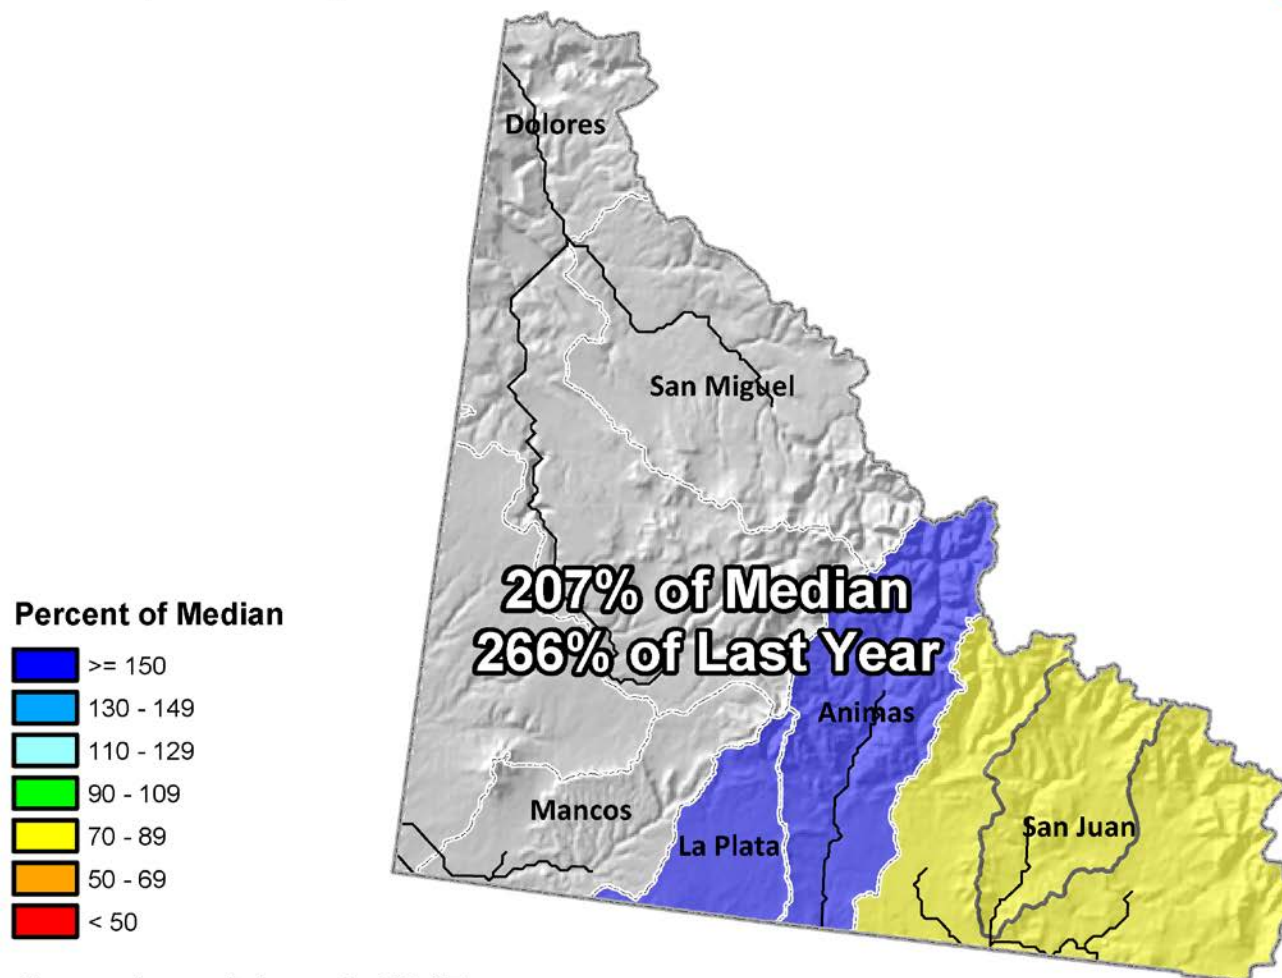 Dolores
San Miguel
207% of Median
266% of Last Year
Animas
Mancos
La Plata
San Juan
Percent of Median
>= 150
130 - 149
110 - 129
90 - 109
70 - 89
50 - 69
< 50